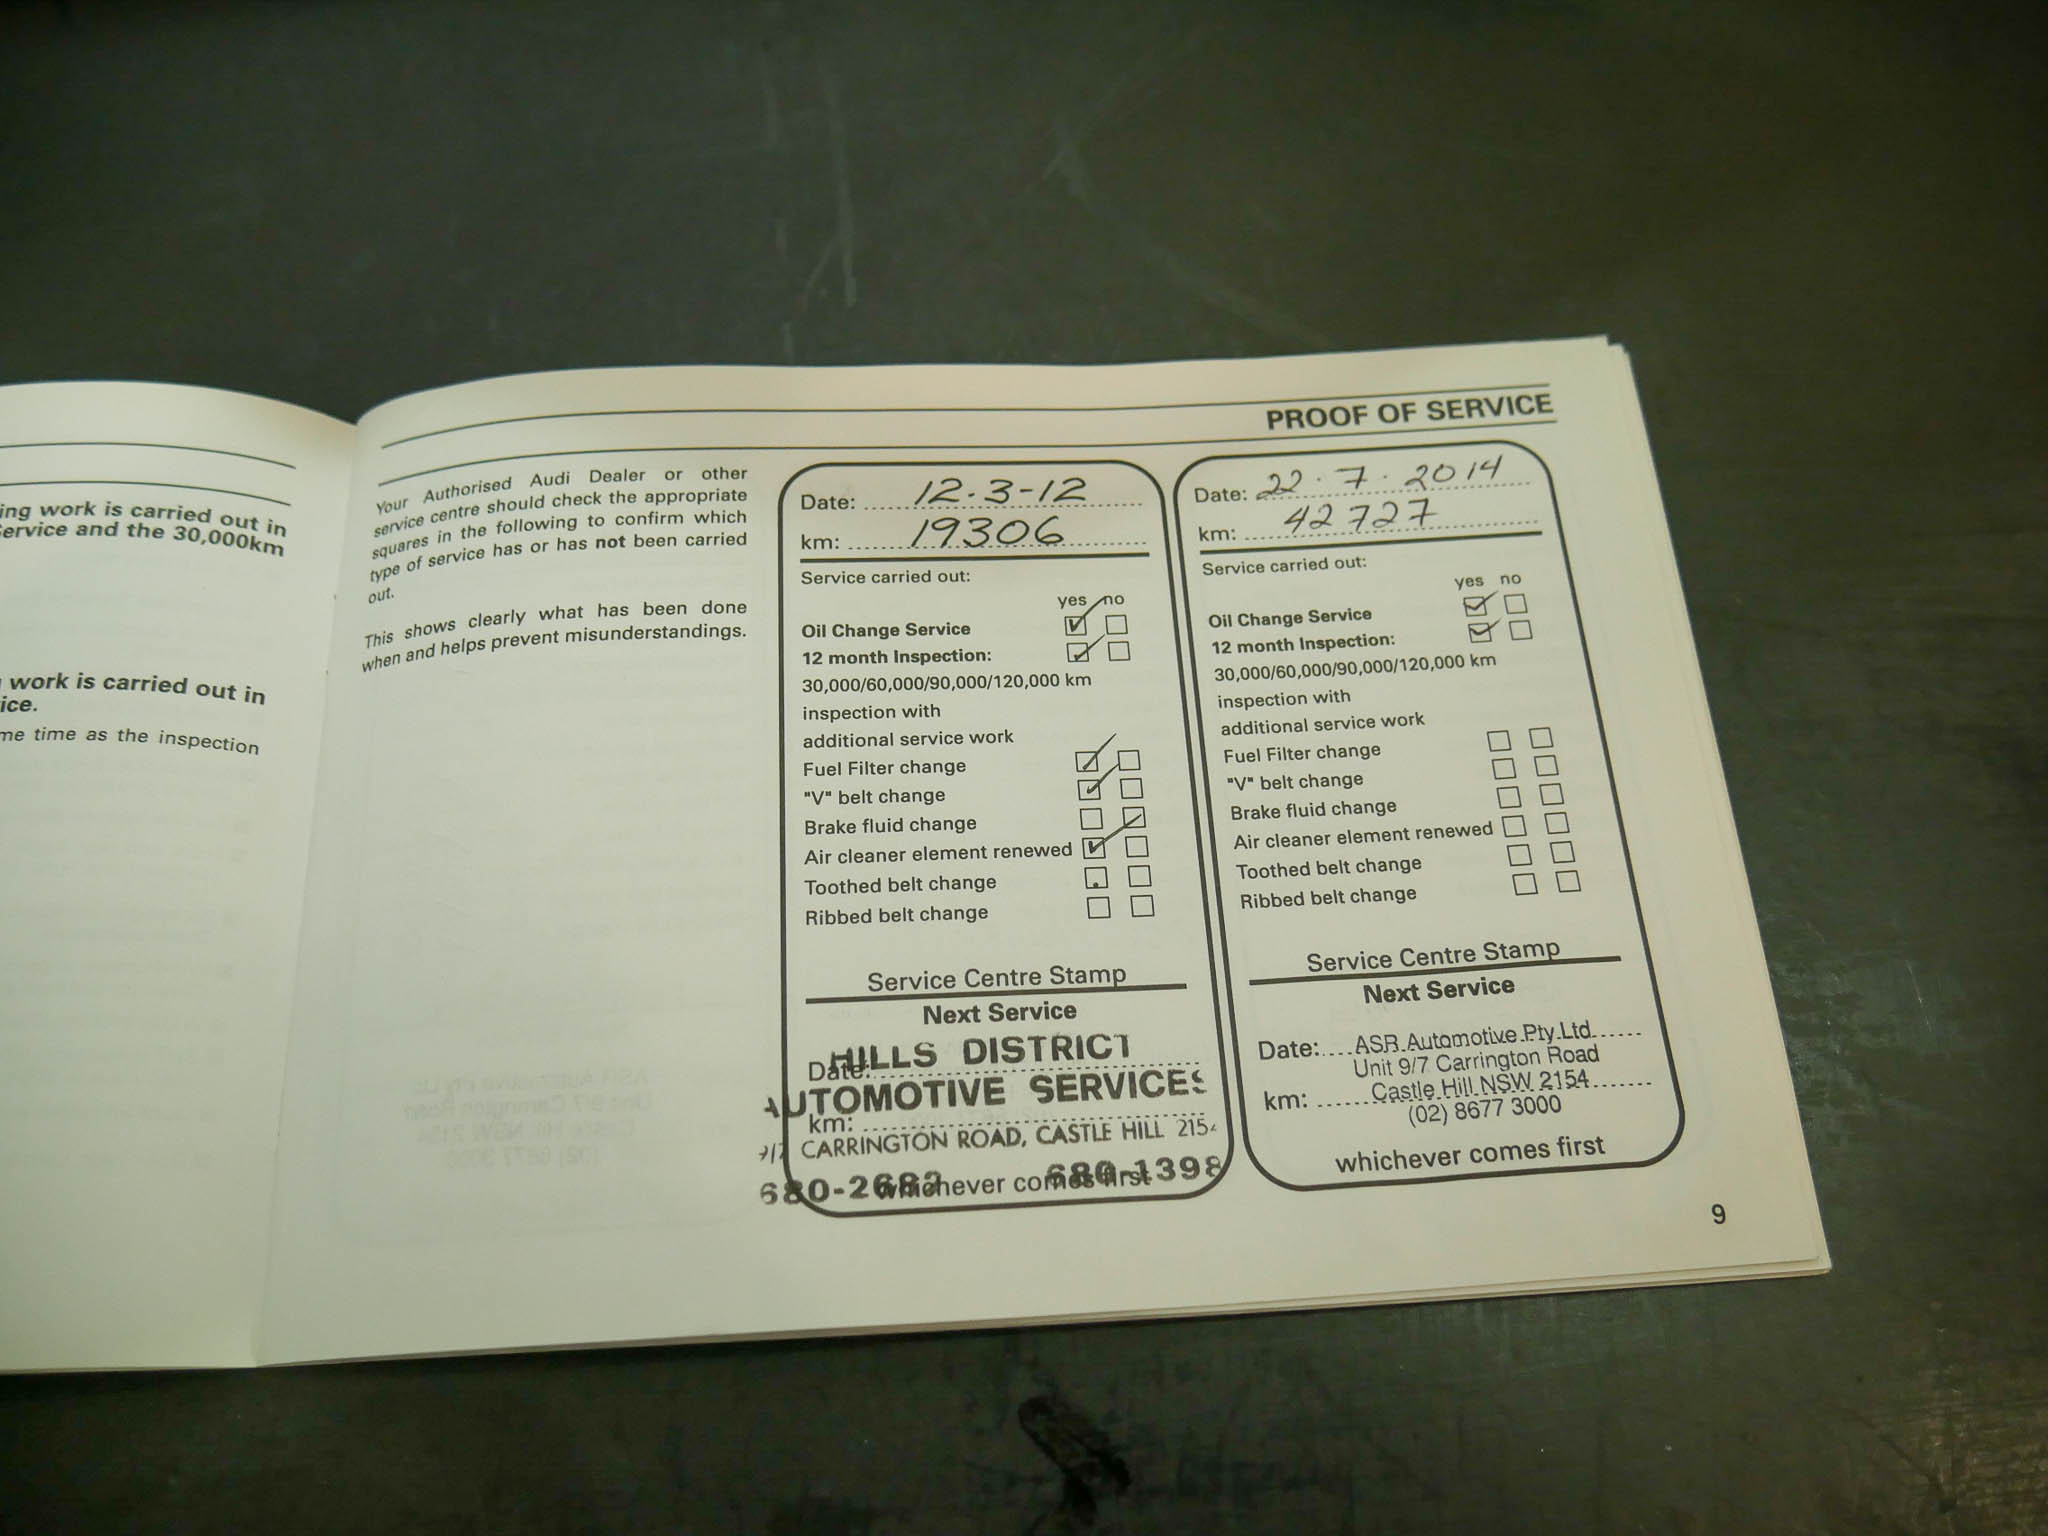 ing work is carried out in
Service and the 30,000km
work is carried out in
ice.
me time as the inspection
PROOF OF SERVICE
Your Authorised Audi Dealer or other
service centre should check the appropriate
squares in the following to confirm which
type of service has or has not been carried
out.
This shows clearly what has been done
when and helps prevent misunderstandings.
Date: 12.3-12
km: 19306
Service carried out:
yes no
Oil Change Service
12 month Inspection:
30,000/60,000/90,000/120,000 km
inspection with
additional service work
Fuel Filter change
"V" belt change
Brake fluid change
Air cleaner element renewed
Toothed belt change
Ribbed belt change
Service Centre Stamp
Next Service
HILLS DISTRICT
Date:
AUTOMOTIVE SERVICES
km:
9/7 CARRINGTON ROAD, CASTLE HILL 2154
680-2682 680-1398
whichever comes first
Date: 22.7.2014
km: 42727
Service carried out:
yes no
Oil Change Service
12 month Inspection:
30,000/60,000/90,000/120,000 km
inspection with
additional service work
Fuel Filter change
"V" belt change
Brake fluid change
Air cleaner element renewed
Toothed belt change
Ribbed belt change
Service Centre Stamp
Next Service
Date: ASR Automotive Pty Ltd
Unit 9/7 Carrington Road
km: Castle Hill NSW 2154
(02) 8677 3000
whichever comes first
9